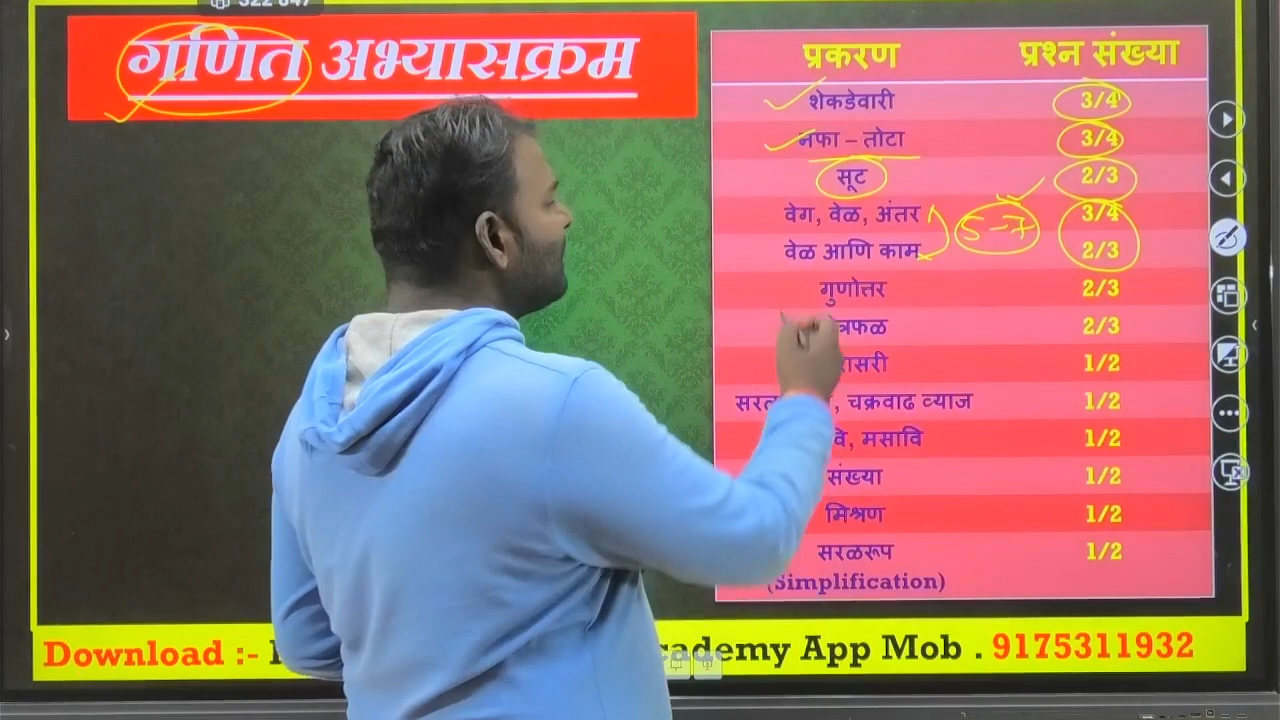 322 847
गणित अभ्यासक्रम
प्रकरण प्रश्न संख्या
शेकडेवारी 3/4
नफा – तोटा 3/4
सूट 2/3
वेग, वेळ, अंतर 3/4
5-7
वेळ आणि काम 2/3
गुणोत्तर 2/3
2/3
1/2
चक्रवाढ व्याज 1/2
मसावि 1/2
संख्या 1/2
मिश्रण 1/2
सरळरूप 1/2
(Simplification)
Download :- App Mob . 9175311932